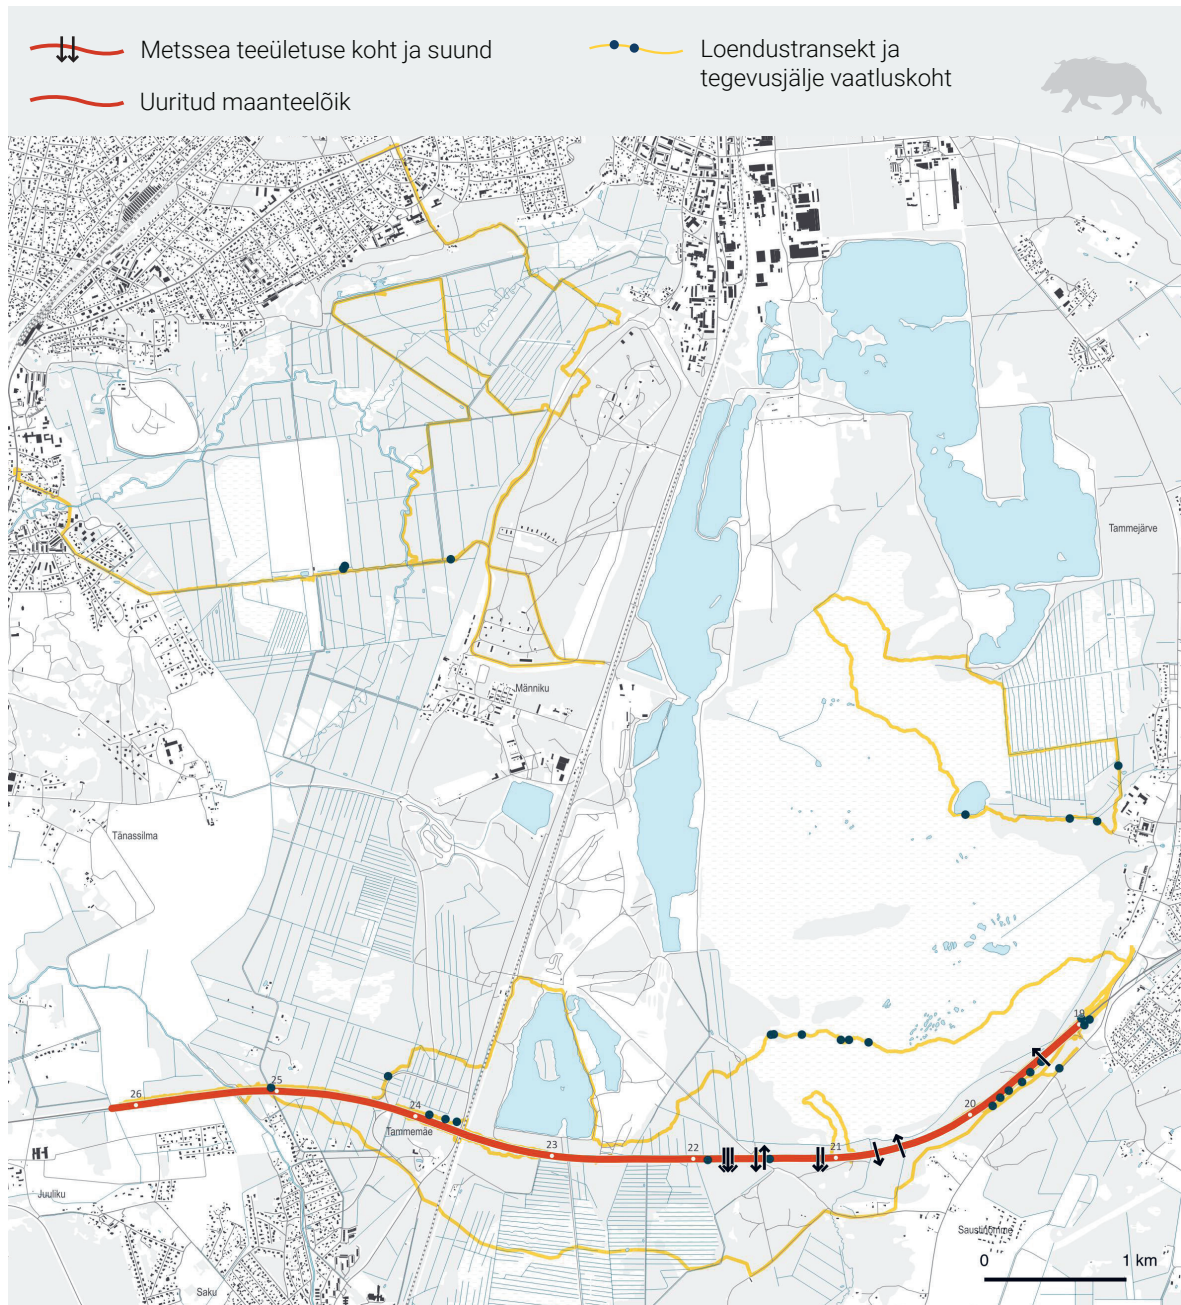 Metssea teeületuse koht ja suund
Uuritud maanteelõik
Loendustransekt ja
tegevusjälje vaatluskoht
Tammejärve
Männiku
Tänassilma
19
26
25
24
Tammemäe
23
22
21
20
Juuliku
Saustinõmme
Saku
0 1 km